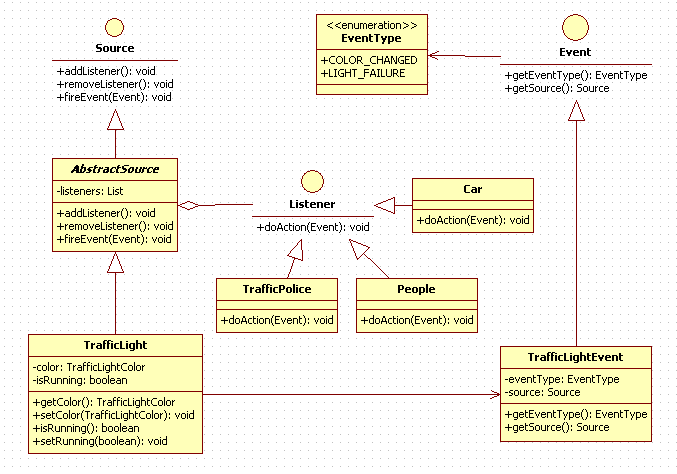 Source
+addListener(): void
+removeListener(): void
+fireEvent(Event): void
<<enumeration>>
EventType
+COLOR_CHANGED
+LIGHT_FAILURE
Event
+getEventType(): EventType
+getSource(): Source
AbstractSource
-listeners: List
+addListener(): void
+removeListener(): void
+fireEvent(Event): void
Listener
+doAction(Event): void
Car
+doAction(Event): void
TrafficPolice
+doAction(Event): void
People
+doAction(Event): void
TrafficLight
-color: TrafficLightColor
-isRunning: boolean
+getColor(): TrafficLightColor
+setColor(TrafficLightColor): void
+isRunning(): boolean
+setRunning(boolean): void
TrafficLightEvent
-eventType: EventType
-source: Source
+getEventType(): EventType
+getSource(): Source